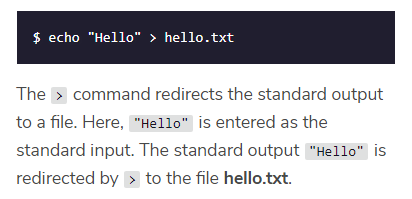 $ echo "Hello" > hello.txt
The > command redirects the standard output
to a file. Here, "Hello" is entered as the
standard input. The standard output "Hello" is
redirected by > to the file hello.txt.